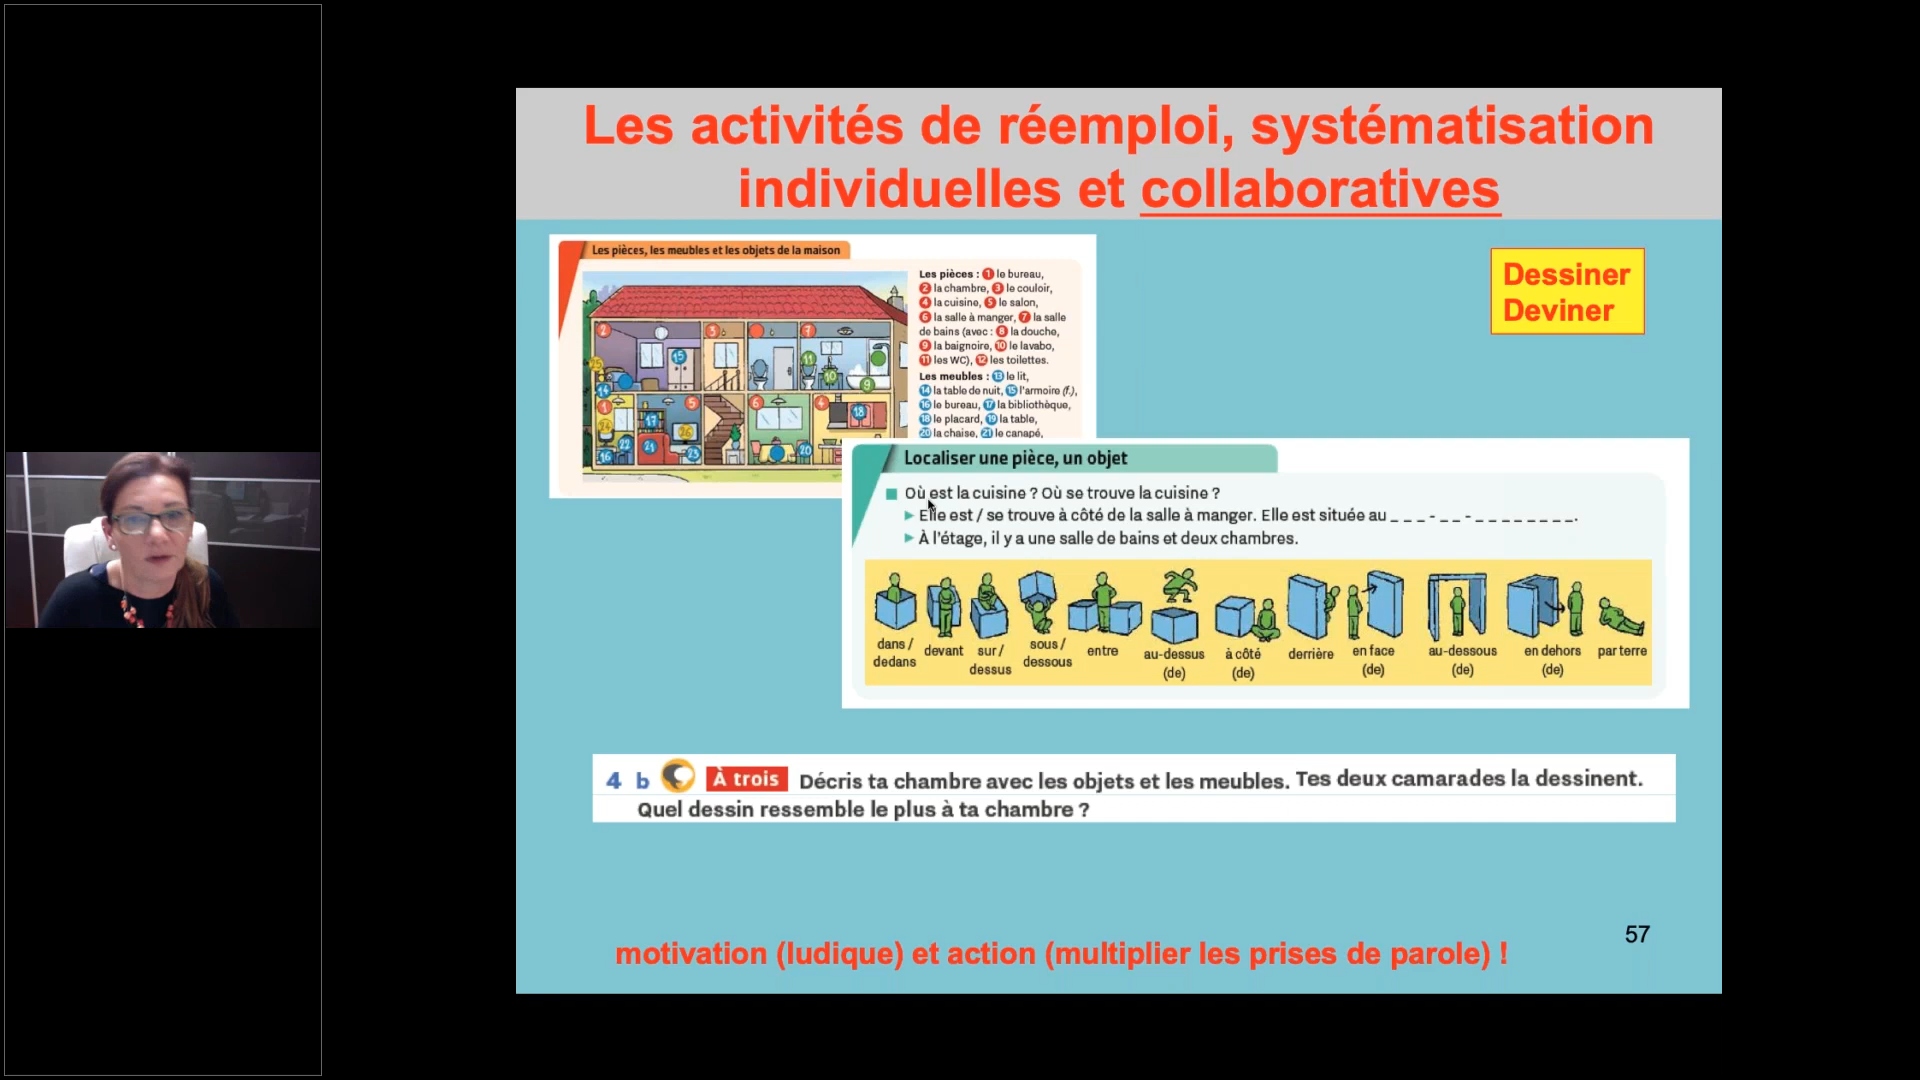 Les activités de réemploi, systématisation
individuelles et collaboratives
Les pièces, les meubles et les objets de la maison
Les pièces : 1 le bureau,
2 la chambre, 3 le couloir,
4 la cuisine, 5 le salon,
6 la salle à manger, 7 la salle
de bains (avec : 8 la douche,
9 la baignoire, 10 le lavabo,
11 les WC), 12 les toilettes.
Les meubles : 13 le lit,
14 la table de nuit, 15 l'armoire (f.),
16 le bureau, 17 la bibliothèque,
18 le placard, 19 la table,
20 la chaise, 21 le canapé,
Dessiner
Deviner
Localiser une pièce, un objet
Où est la cuisine ? Où se trouve la cuisine ?
Elle est / se trouve à côté de la salle à manger. Elle est située au _ _ _ - _ _ - _ _ _ _ _ _ _ _.
À l'étage, il y a une salle de bains et deux chambres.
dans / dedans
devant
sur / dessus
sous / dessous
entre
au-dessus (de)
à côté (de)
derrière
en face (de)
au-dessous (de)
en dehors (de)
par terre
4 b À trois Décris ta chambre avec les objets et les meubles. Tes deux camarades la dessinent.
Quel dessin ressemble le plus à ta chambre ?
57
motivation (ludique) et action (multiplier les prises de parole) !